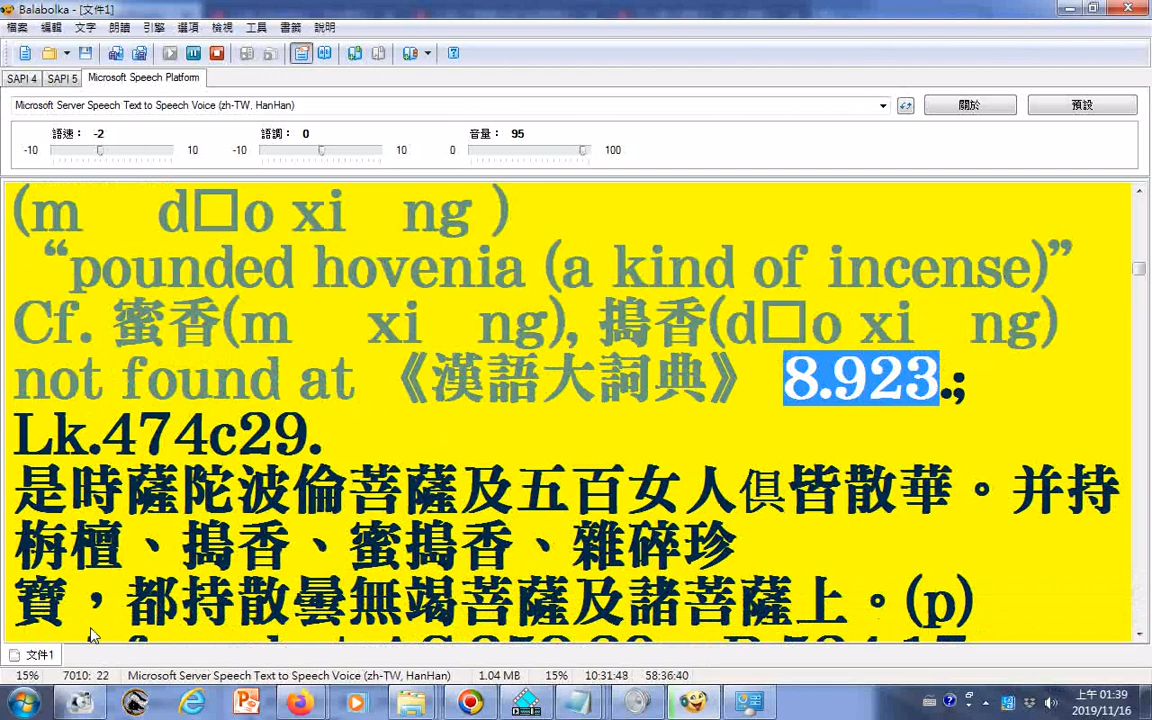 Balabolka - [文件1]
檔案 編輯 文字 朗讀 引擎 選項 檢視 工具 書籤 說明
SAPI 4 SAPI 5 Microsoft Speech Platform
Microsoft Server Speech Text to Speech Voice (zh-TW, HanHan) 關於 預設
語速： -2 語調： 0 音量： 95
-10 10 -10 10 0 100
(m d□o xi ng )
“pounded hovenia (a kind of incense)”
Cf. 蜜香(m xi ng), 搗香(d□o xi ng)
not found at 《漢語大詞典》 8.923.;
Lk.474c29.
是時薩陀波倫菩薩及五百女人俱皆散華。并持
栴檀、搗香、蜜搗香、雜碎珍
寶，都持散曇無竭菩薩及諸菩薩上。(p)
文件1
15% 7010: 22 Microsoft Server Speech Text to Speech Voice (zh-TW, HanHan) 1.04 MB 15% 10:31:48 58:36:40
上午 01:39
2019/11/16